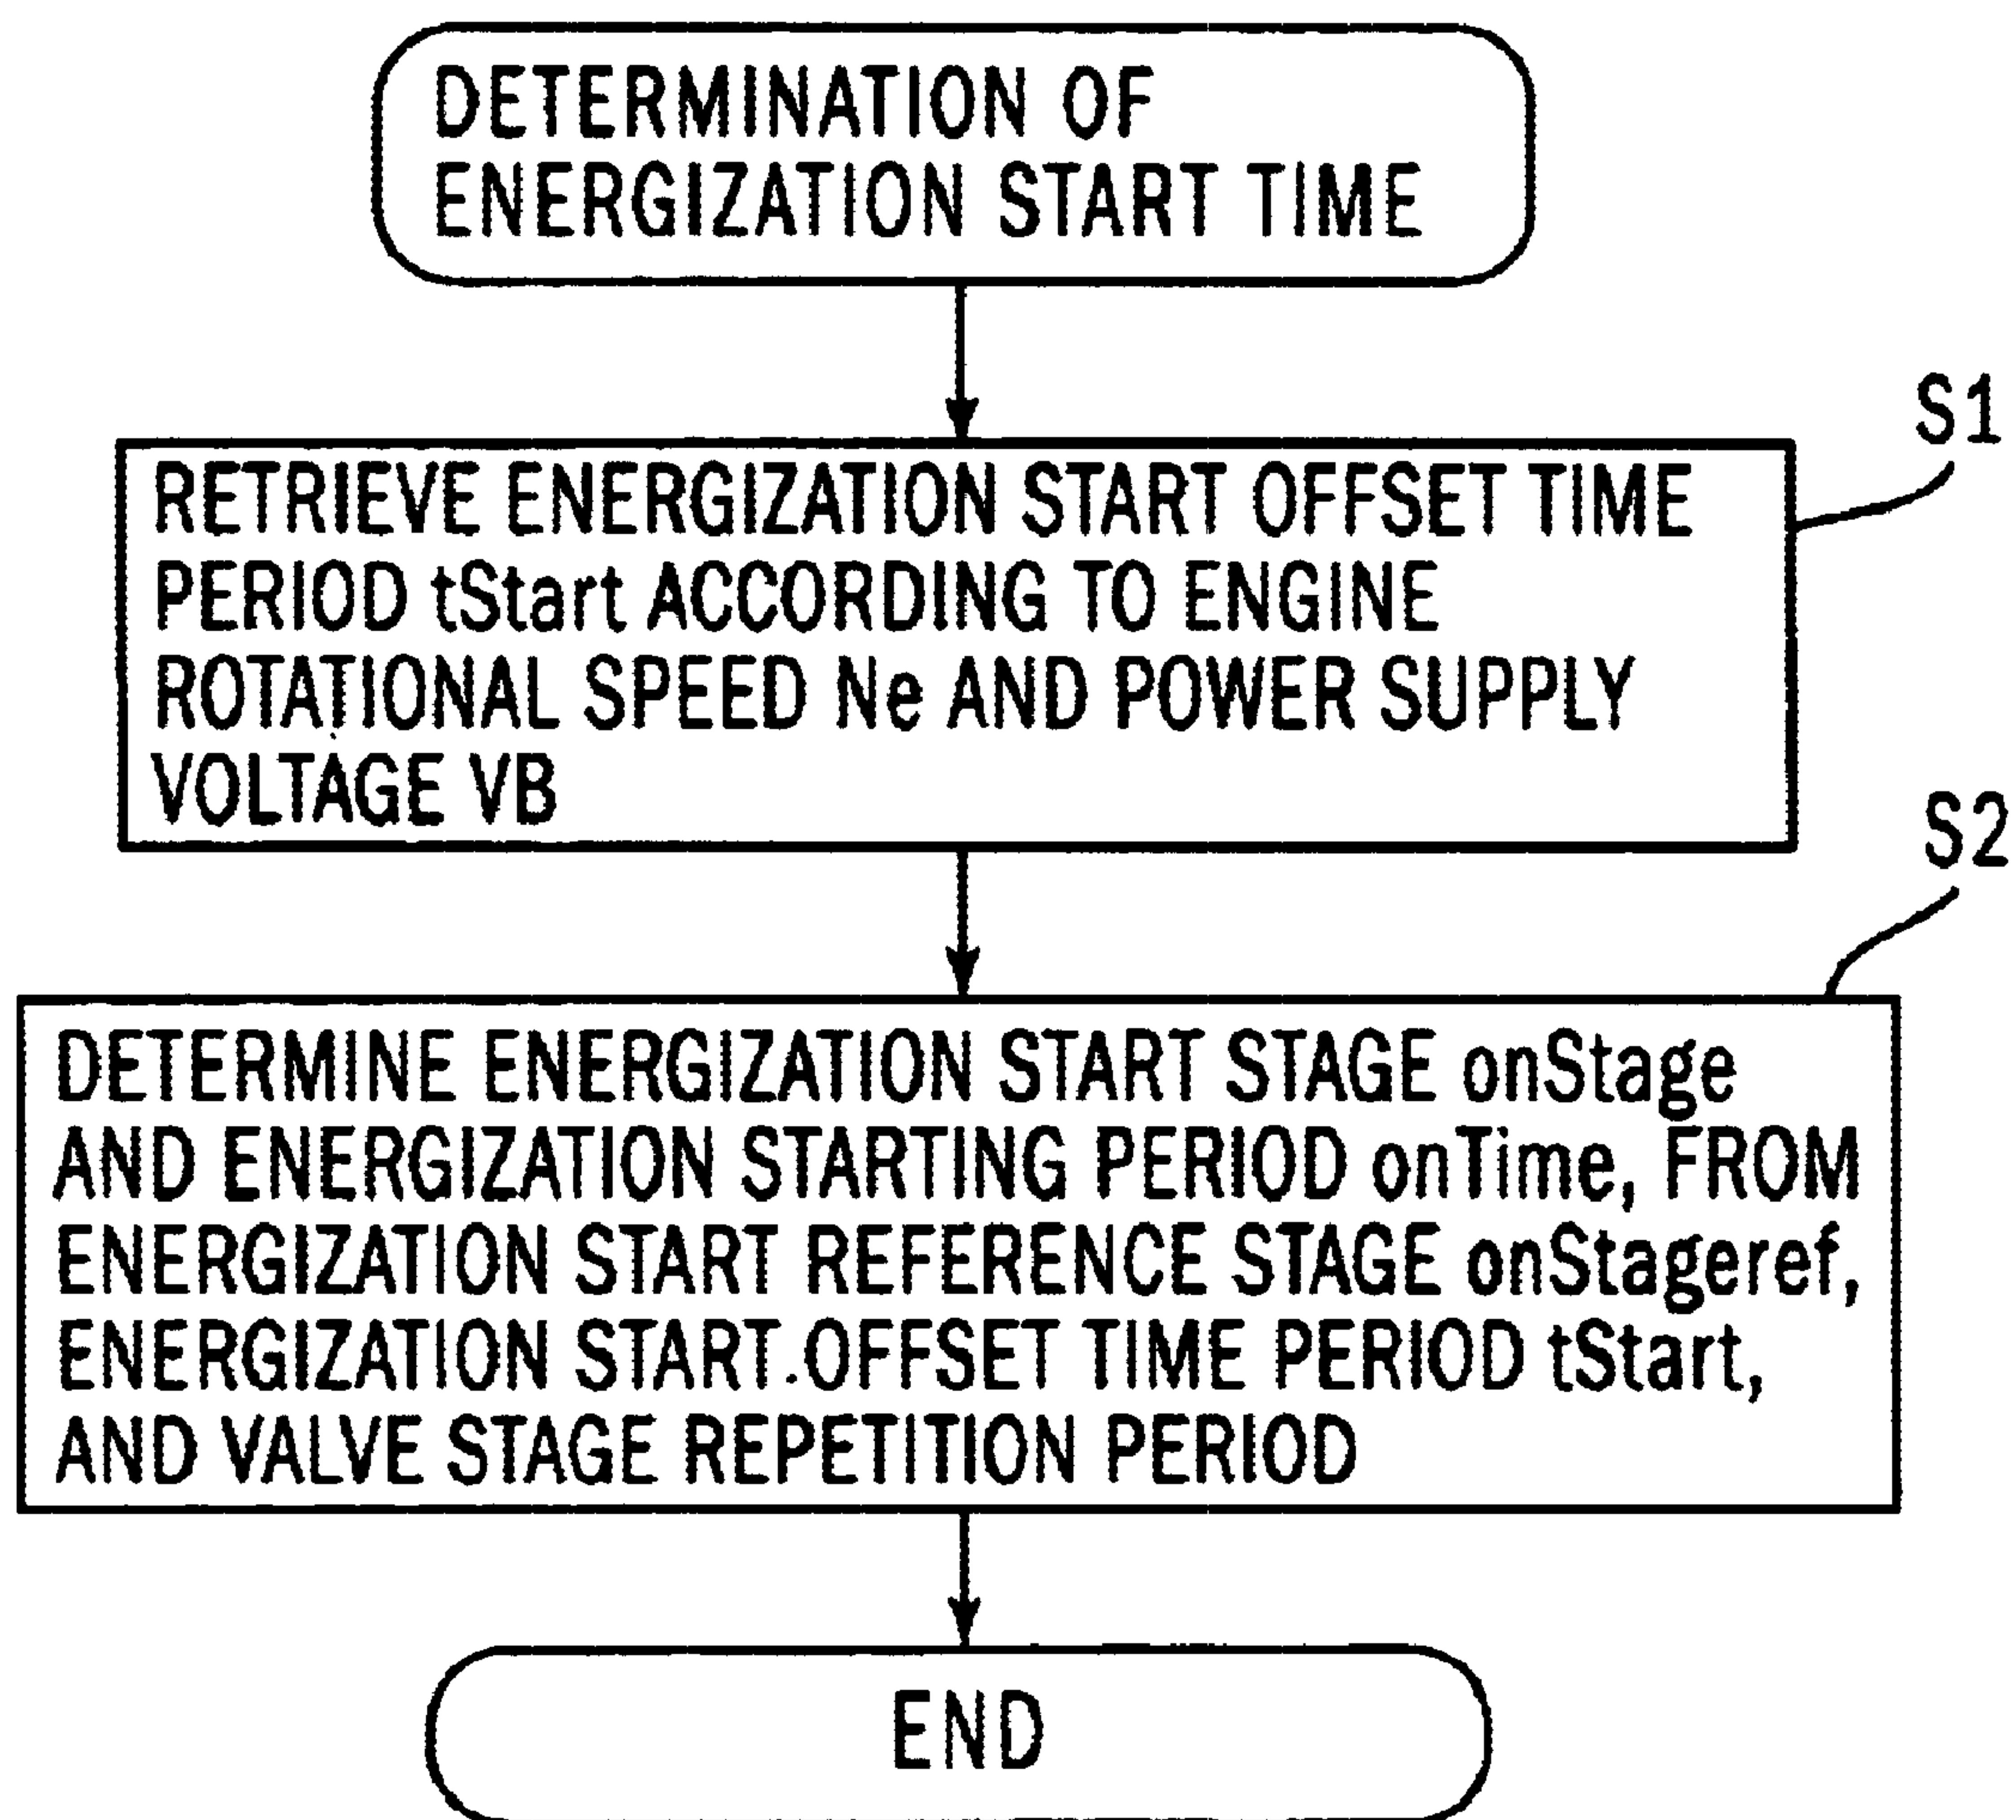 DETERMINATION OF
ENERGIZATION START TIME
S1
RETRIEVE ENERGIZATION START OFFSET TIME
PERIOD tStart ACCORDING TO ENGINE
ROTATIONAL SPEED Ne AND POWER SUPPLY
VOLTAGE VB
S2
DETERMINE ENERGIZATION START STAGE onStage
AND ENERGIZATION STARTING PERIOD onTime, FROM
ENERGIZATION START REFERENCE STAGE onStageref,
ENERGIZATION START OFFSET TIME PERIOD tStart,
AND VALVE STAGE REPETITION PERIOD
END